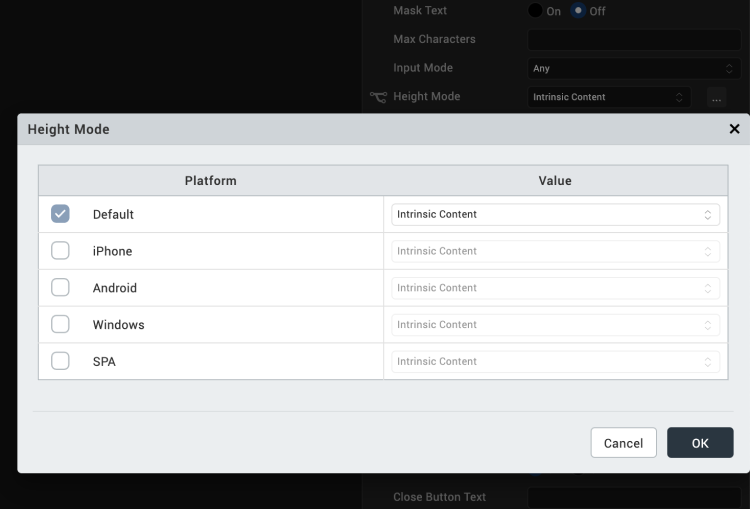 Mask Text On Off
Max Characters
Input Mode Any
Height Mode Intrinsic Content ...
Height Mode
Platform Value
Default Intrinsic Content
iPhone Intrinsic Content
Android Intrinsic Content
Windows Intrinsic Content
SPA Intrinsic Content
Cancel OK
Close Button Text